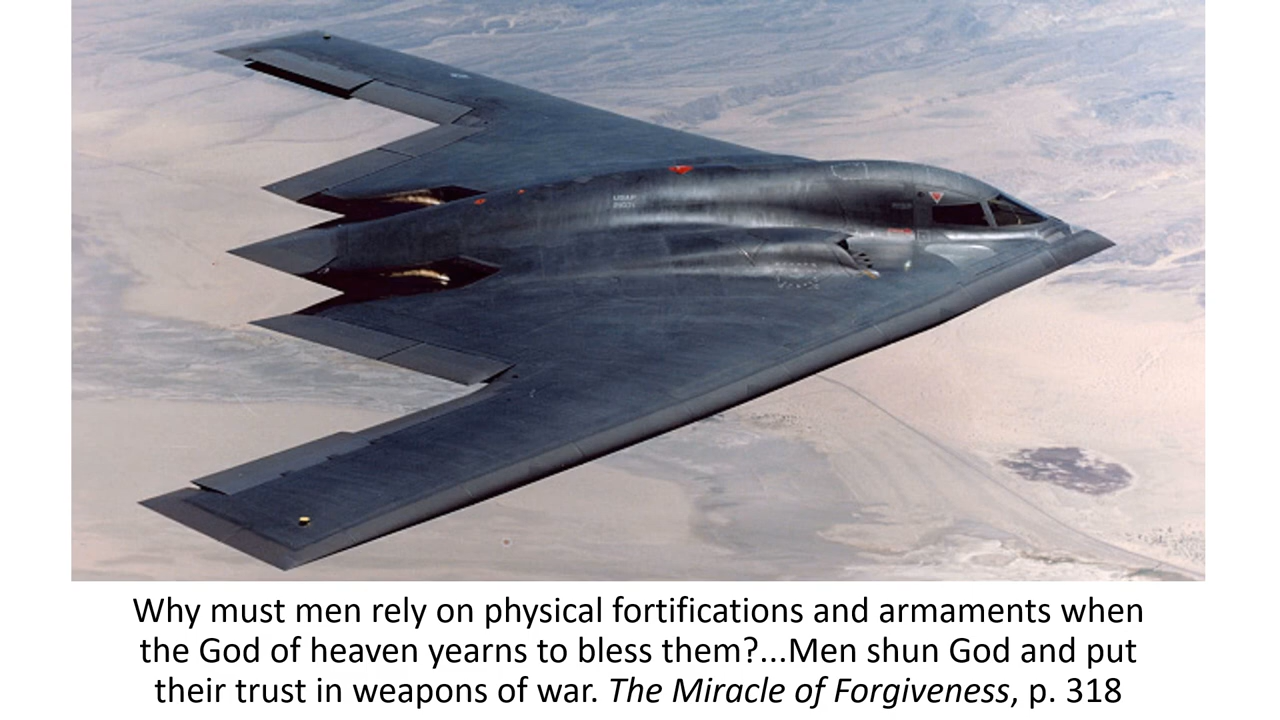 USAF
Why must men rely on physical fortifications and armaments when
the God of heaven yearns to bless them?...Men shun God and put
their trust in weapons of war. The Miracle of Forgiveness, p. 318